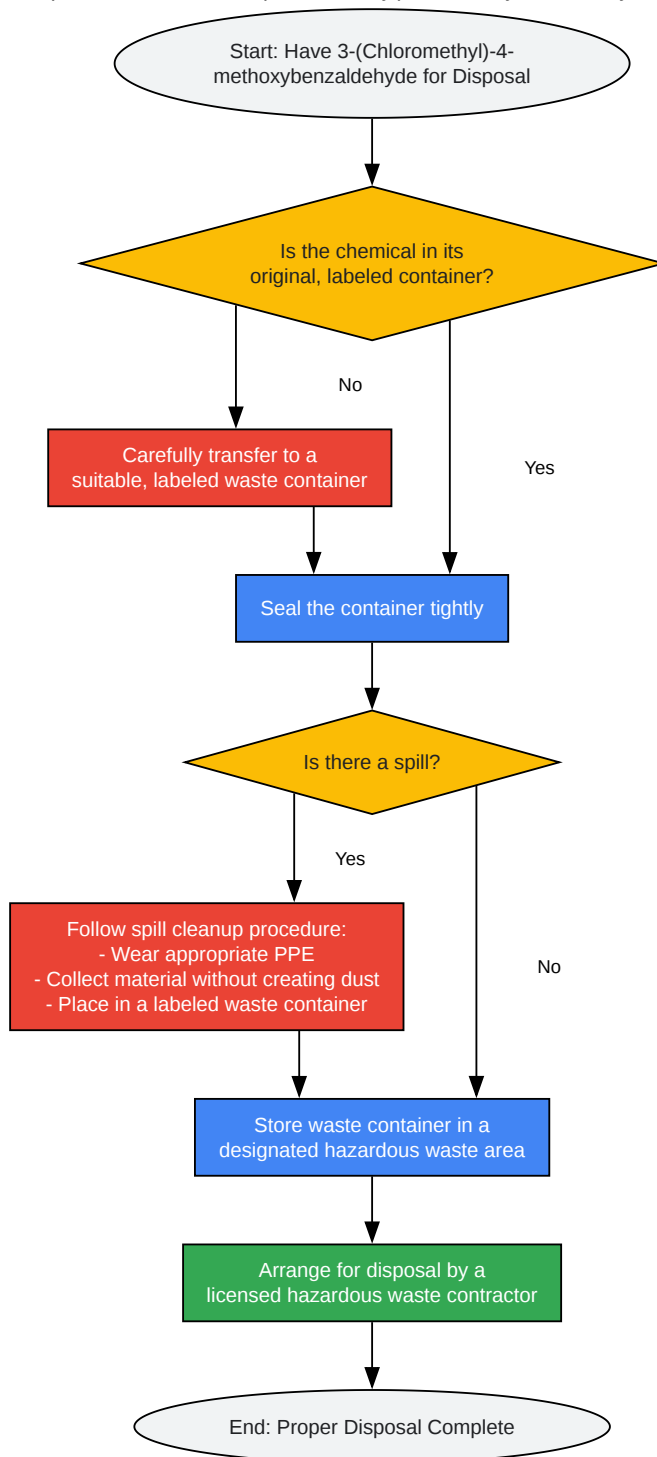 Start: Have 3-(Chloromethyl)-4-
methoxybenzaldehyde for Disposal
Is the chemical in its
original, labeled container?
No
Carefully transfer to a
suitable, labeled waste container
Yes
Seal the container tightly
Is there a spill?
Yes
Follow spill cleanup procedure:
- Wear appropriate PPE
- Collect material without creating dust
- Place in a labeled waste container
No
Store waste container in a
designated hazardous waste area
Arrange for disposal by a
licensed hazardous waste contractor
End: Proper Disposal Complete